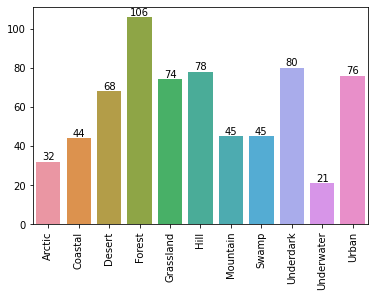 106
100
80
80
78
76
74
68
60
45
45
44
40
32
21
20
0
Arctic
Coastal
Desert
Forest
Grassland
Hill
Mountain
Swamp
Underdark
Underwater
Urban